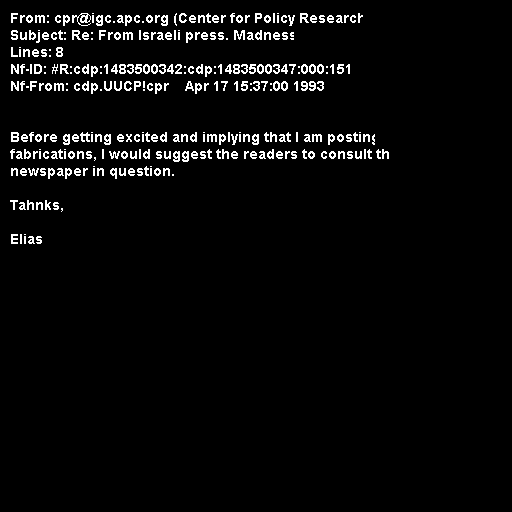 From: cpr@igc.apc.org (Center for Policy Research
Subject: Re: From Israeli press. Madness
Lines: 8
Nf-ID: #R:cdp:1483500342:cdp:1483500347:000:151
Nf-From: cdp.UUCP!cpr Apr 17 15:37:00 1993
Before getting excited and implying that I am posting
fabrications, I would suggest the readers to consult th
newspaper in question.
Tahnks,
Elias